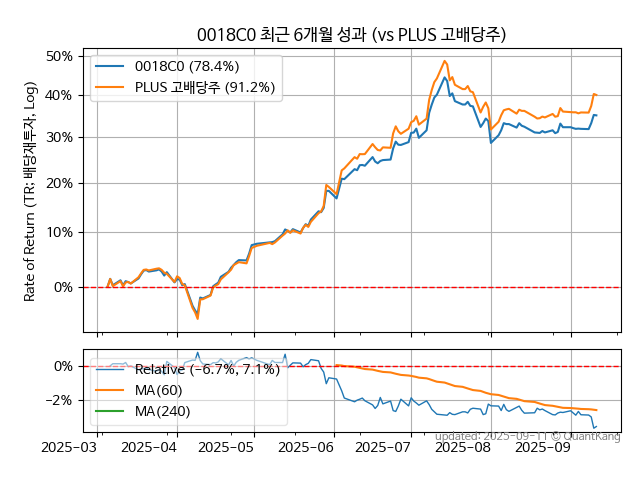 0018C0 최근 6개월 성과 (vs PLUS 고배당주)
Rate of Return (TR; 배당재투자, Log)
50%
40%
30%
20%
10%
0%
0018C0 (78.4%)
PLUS 고배당주 (91.2%)
0%
−2%
Relative (−6.7%, 7.1%)
MA(60)
MA(240)
updated: 2025-09-11 © QuantKang
2025-03
2025-04
2025-05
2025-06
2025-07
2025-08
2025-09